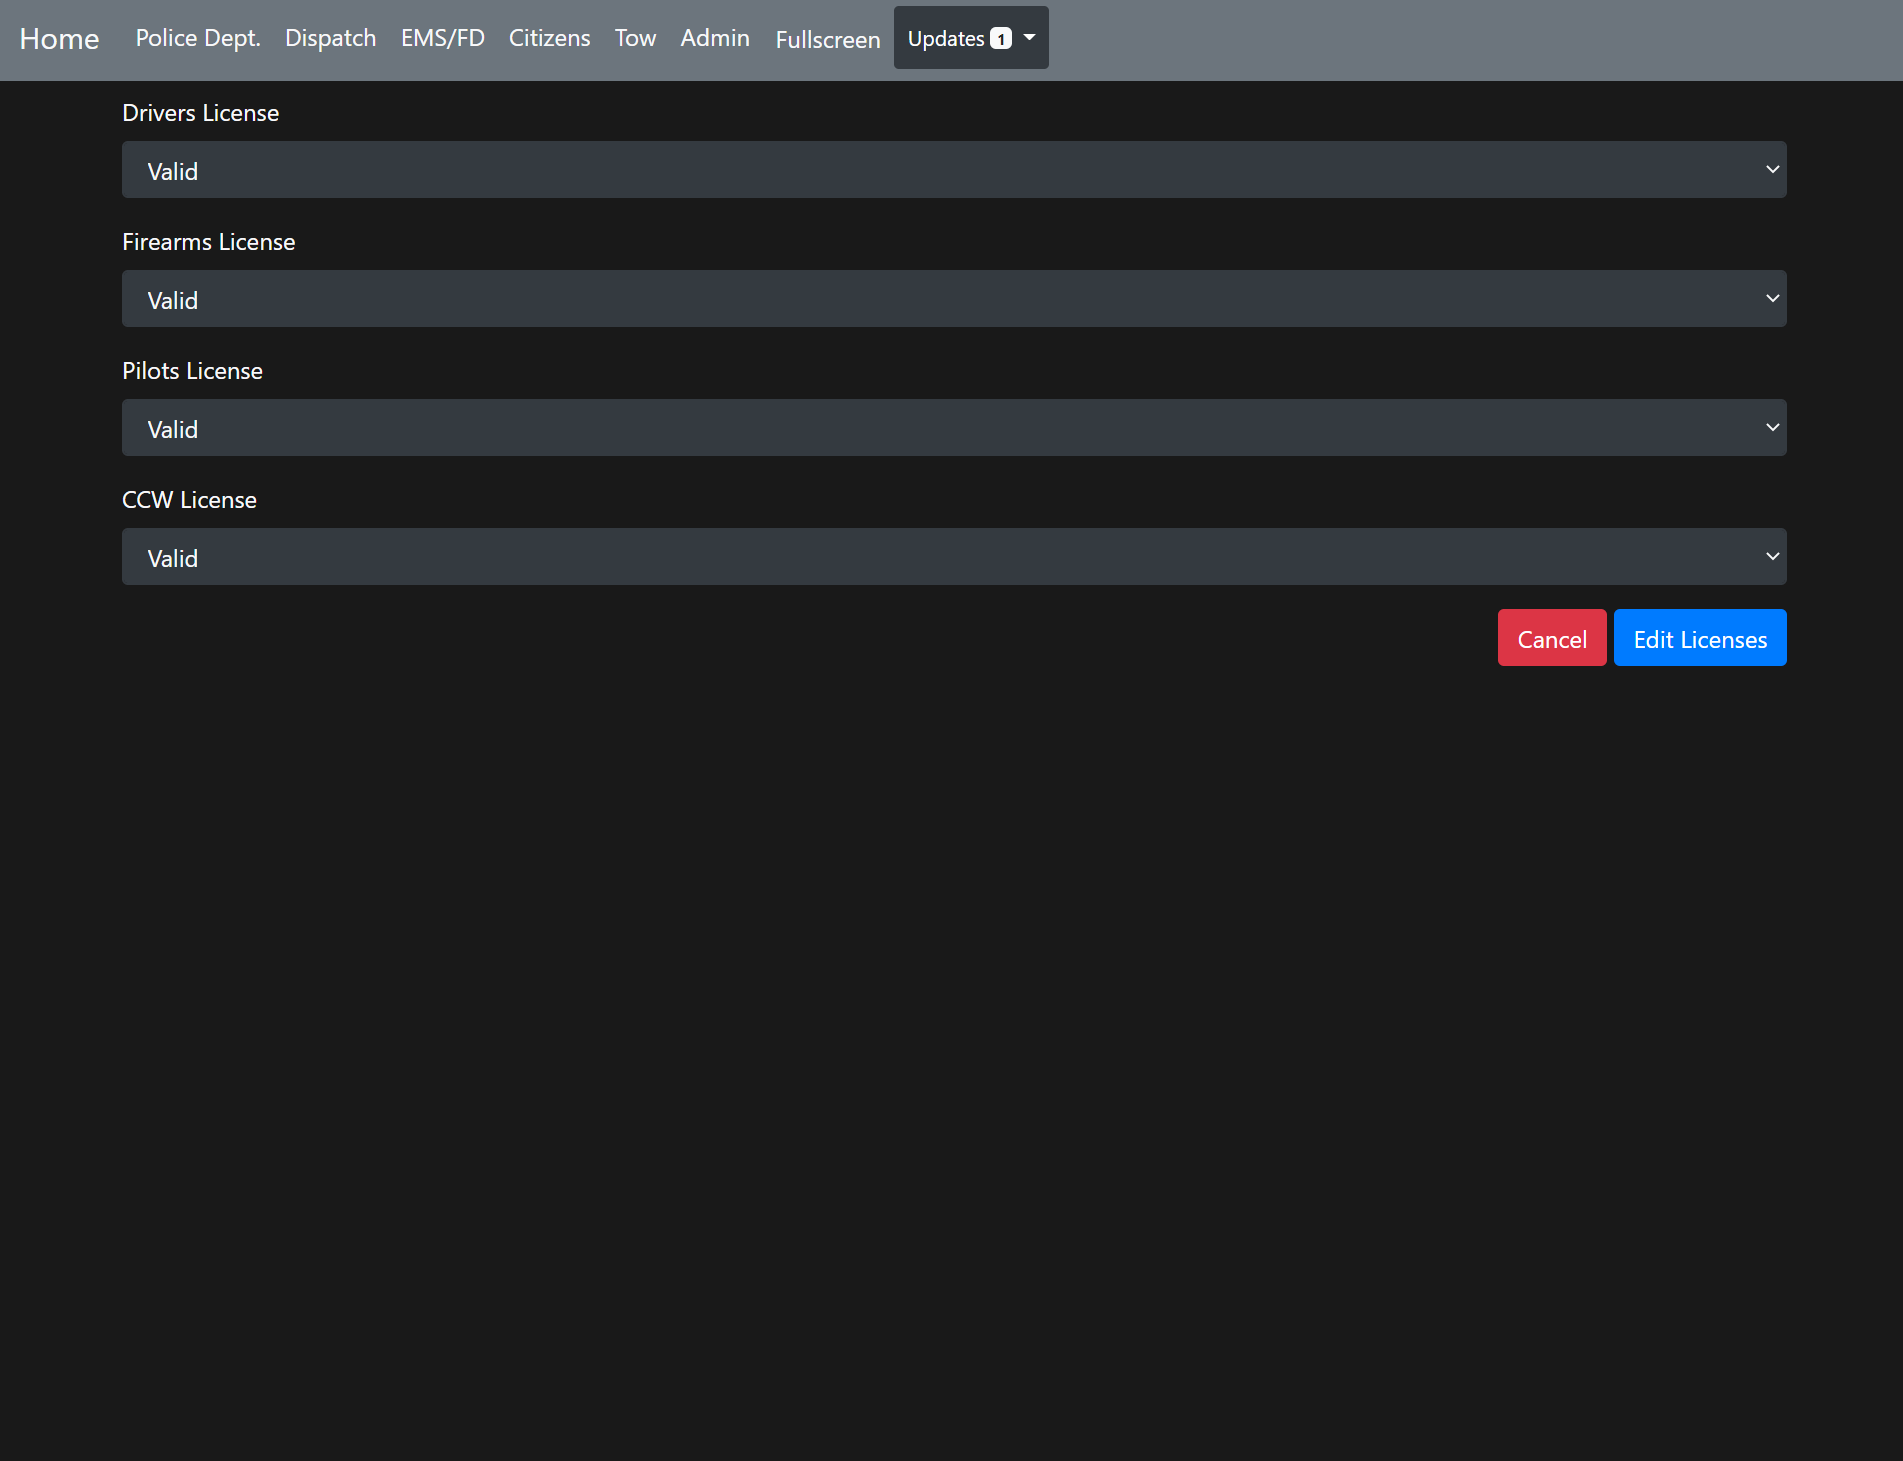 Home Police Dept. Dispatch EMS/FD Citizens Tow Admin Fullscreen Updates 1
Drivers License
Valid
Firearms License
Valid
Pilots License
Valid
CCW License
Valid
Cancel Edit Licenses